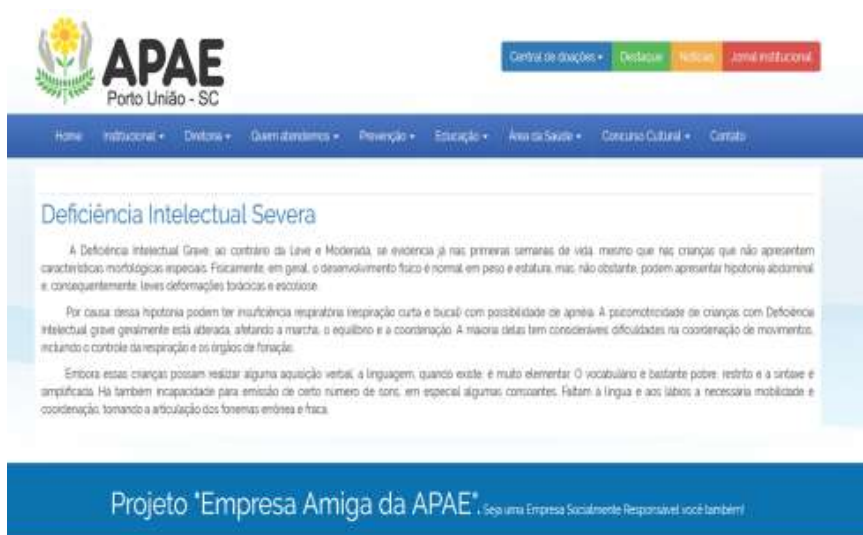 APAE
Porto União - SC
Central de doações
Destaque
Notícias
Jornal institucional
Home
Institucional
Diretoria
Quem atendemos
Prevenção
Educação
Área da Saúde
Concurso Cultural
Contato
Deficiência Intelectual Severa
A Deficiência Intelectual Grave, ao contrário da Leve e Moderada, se evidencia já nas primeiras semanas de vida, mesmo que nas crianças que não apresentem
características morfológicas especiais. Fisicamente, em geral, o desenvolvimento físico é normal em peso e estatura, mas, não obstante, podem apresentar hipotonia abdominal
e, consequentemente, leves deformações torácicas e escoliose.
Por causa dessa hipotonia podem ter insuficiência respiratória (respiração curta e bucal) com possibilidade de apnéia. A psicomotricidade de crianças com Deficiência
Intelectual grave geralmente está alterada, afetando a marcha, o equilíbrio e a coordenação. A maioria delas tem consideráveis dificuldades na coordenação de movimentos,
incluindo o controle da respiração e os órgãos de fonação.
Embora essas crianças possam realizar alguma aquisição verbal, a linguagem, quando existe, é muito elementar. O vocabulário é bastante pobre, restrito e a sintaxe é
amplificada. Há também incapacidade para emissão de certo número de sons, em especial algumas consoantes. Faltam à língua e aos lábios a necessária mobilidade e
coordenação, tornando a articulação dos fonemas errônea e fraca.
Projeto "Empresa Amiga da APAE". Seja uma Empresa Socialmente Responsável você também!